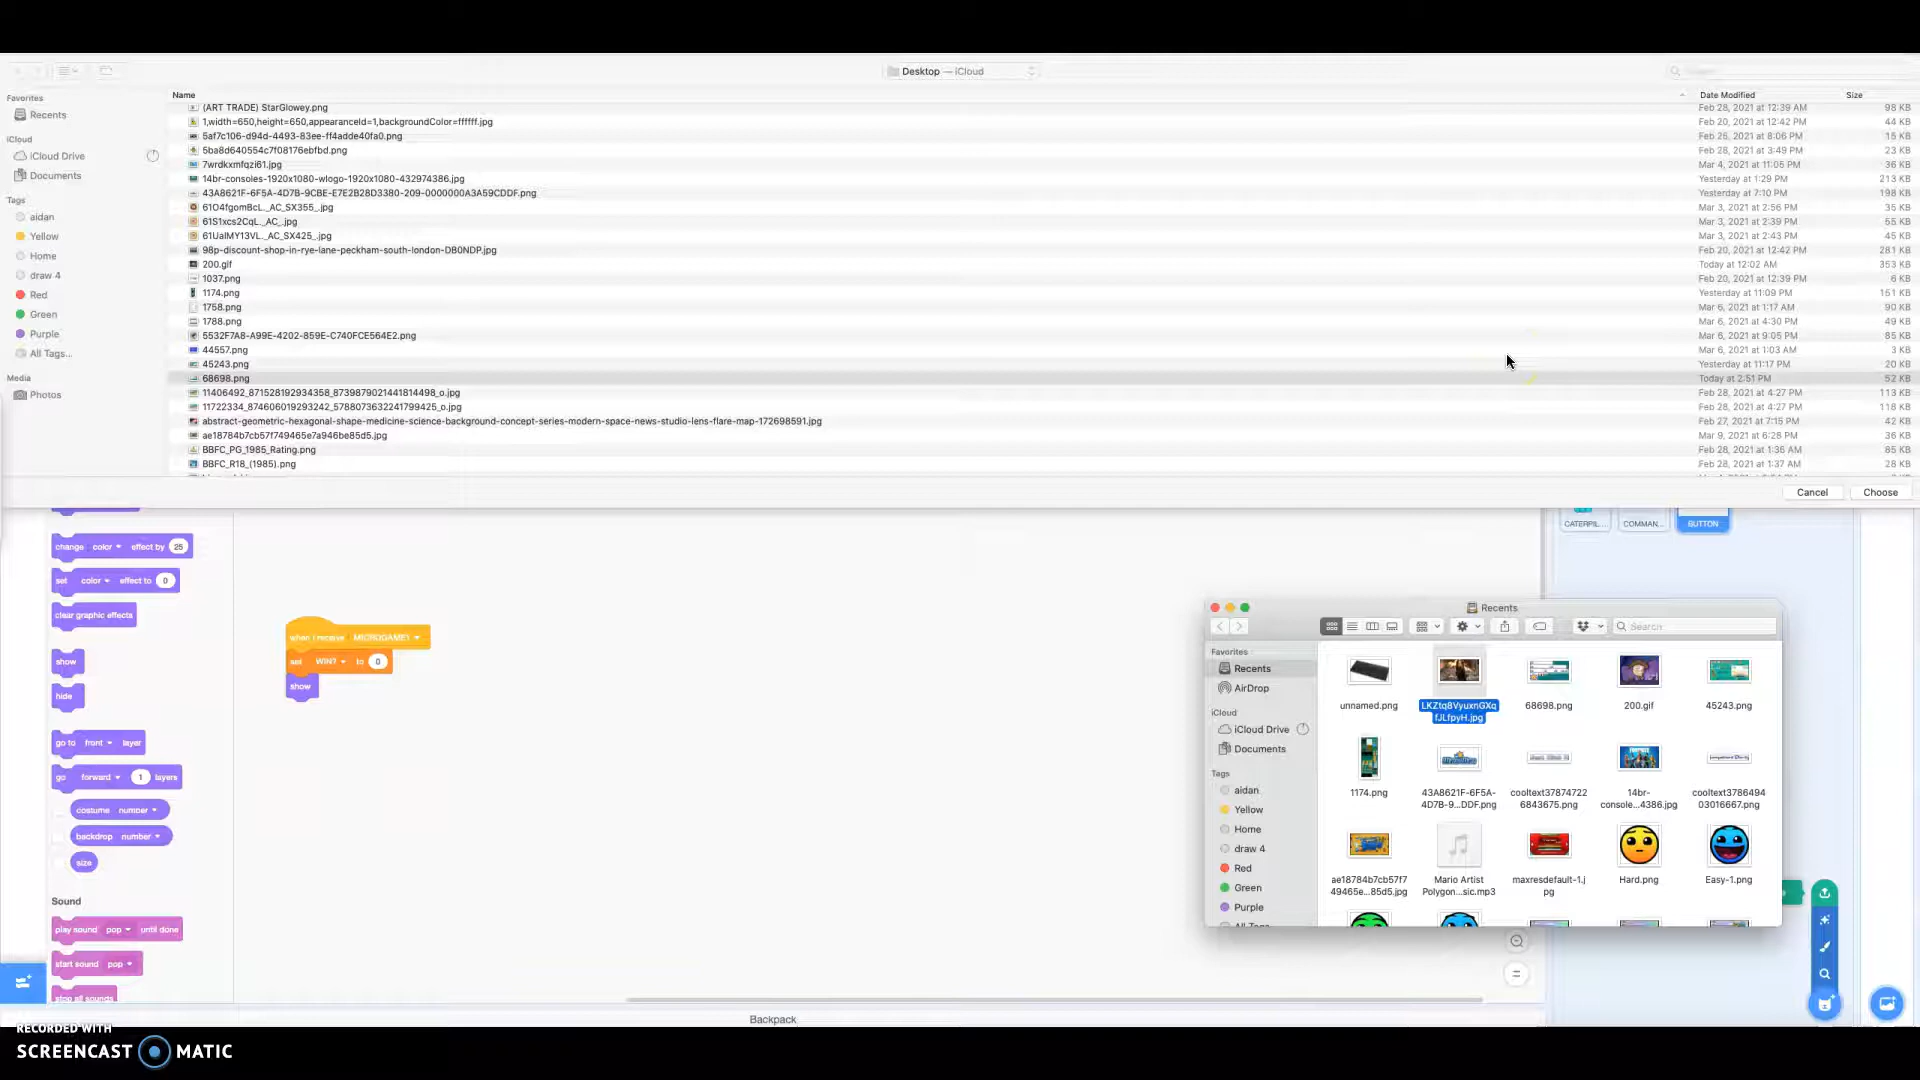 Desktop — iCloud
Favorites
Recents
iCloud
iCloud Drive
Documents
Tags
aidan
Yellow
Home
draw 4
Red
Green
Purple
All Tags...
Media
Photos
Name Date Modified Size
(ART TRADE) StarGlowey.png Feb 28, 2021 at 12:39 AM 98 KB
1,width=650,height=650,appearanceId=1,backgroundColor=ffffff.jpg Feb 20, 2021 at 12:42 PM 44 KB
5af7c106-d94d-4493-83ee-ff4adde40fa0.png Feb 25, 2021 at 8:06 PM 15 KB
5ba8d640554c7f08176ebfbd.png Feb 28, 2021 at 3:49 PM 23 KB
7wrdkxmfqzi61.jpg Mar 4, 2021 at 11:05 PM 36 KB
14br-consoles-1920x1080-wlogo-1920x1080-432974386.jpg Yesterday at 1:29 PM 213 KB
43A8621F-6F5A-4D7B-9CBE-E7E2B28D3380-209-0000000A3A59CDDF.png Yesterday at 7:10 PM 198 KB
61O4fgomBcL._AC_SX355_.jpg Mar 3, 2021 at 2:56 PM 35 KB
61S1xcs2CqL._AC_.jpg Mar 3, 2021 at 2:39 PM 55 KB
61UalMY13VL._AC_SX425_.jpg Mar 3, 2021 at 2:43 PM 45 KB
98p-discount-shop-in-rye-lane-peckham-south-london-DB0NDP.jpg Feb 20, 2021 at 12:42 PM 281 KB
200.gif Today at 12:02 AM 353 KB
1037.png Feb 20, 2021 at 12:39 PM 6 KB
1174.png Yesterday at 11:09 PM 151 KB
1758.png Mar 6, 2021 at 1:17 AM 90 KB
1788.png Mar 6, 2021 at 4:30 PM 49 KB
5532F7A8-A99E-4202-859E-C740FCE564E2.png Mar 6, 2021 at 9:05 PM 85 KB
44557.png Mar 6, 2021 at 1:03 AM 3 KB
45243.png Yesterday at 11:17 PM 20 KB
68698.png Today at 2:51 PM 52 KB
11406492_871528192934358_8739879021441814498_o.jpg Feb 28, 2021 at 4:27 PM 113 KB
11722334_874606019293242_5788073632241799425_o.jpg Feb 28, 2021 at 4:27 PM 118 KB
abstract-geometric-hexagonal-shape-medicine-science-background-concept-series-modern-space-news-studio-lens-flare-map-172698591.jpg Feb 27, 2021 at 7:15 PM 42 KB
ae18784b7cb57f749465e7a946be85d5.jpg Mar 9, 2021 at 6:28 PM 36 KB
BBFC_PG_1985_Rating.png Feb 28, 2021 at 1:36 AM 85 KB
BBFC_R18_(1985).png Feb 28, 2021 at 1:37 AM 28 KB
Cancel Choose
CATERPIL... COMMAN... BUTTON
change color effect by 25
set color effect to 0
clear graphic effects
show
hide
go to front layer
go forward 1 layers
costume number
backdrop number
size
Sound
play sound pop until done
start sound pop
stop all sounds
when I receive MICROGAME1
set WIN? to 0
show
Recents
Search
Favorites
Recents
AirDrop
iCloud
iCloud Drive
Documents
Tags
aidan
Yellow
Home
draw 4
Red
Green
Purple
All Tags
unnamed.png
LKZtq8VyuxnGXq
fJLfpyH.jpg
68698.png
200.gif
45243.png
1174.png
43A8621F-6F5A-
4D7B-9...DDF.png
cooltext37874722
6843675.png
14br-
console...4386.jpg
cooltext3786494
03016667.png
ae18784b7cb57f7
49465e...85d5.jpg
Mario Artist
Polygon...sic.mp3
maxresdefault-1.j
pg
Hard.png
Easy-1.png
Backpack
RECORDED WITH
SCREENCAST MATIC